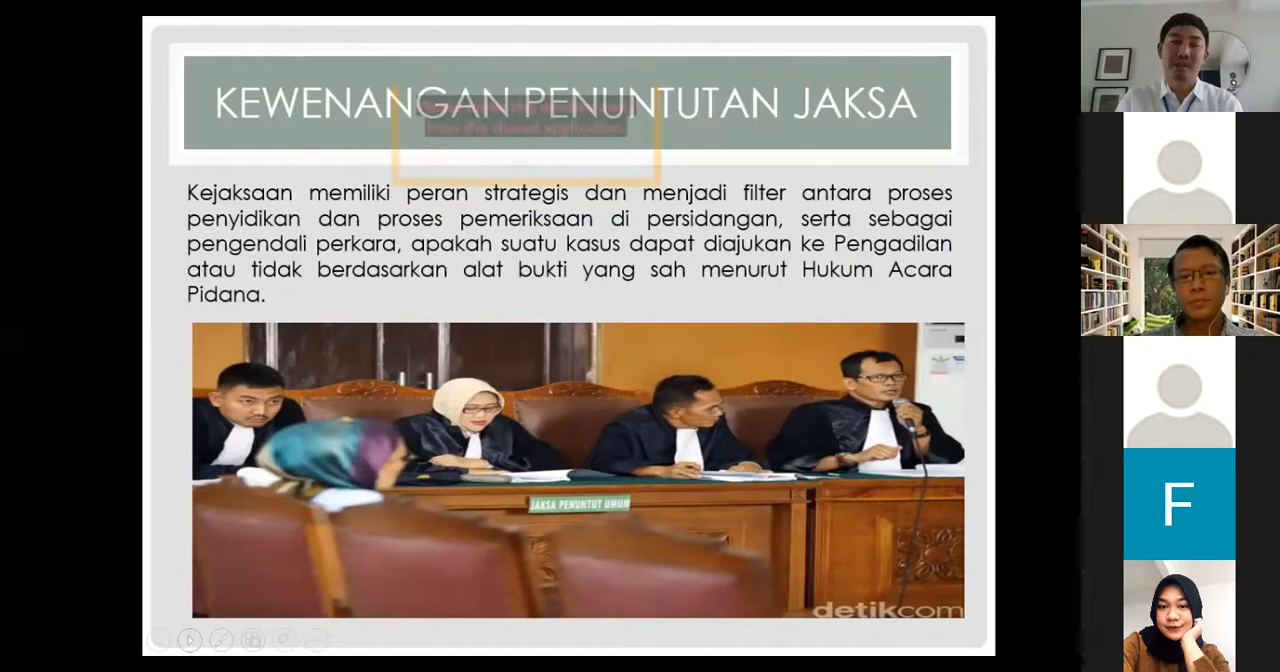 KEWENANGAN PENUNTUTAN JAKSA
Kejaksaan memiliki peran strategis dan menjadi filter antara proses
penyidikan dan proses pemeriksaan di persidangan, serta sebagai
pengendali perkara, apakah suatu kasus dapat diajukan ke Pengadilan
atau tidak berdasarkan alat bukti yang sah menurut Hukum Acara
Pidana.
JAKSA PENUNTUT UMUM
detikcom
F